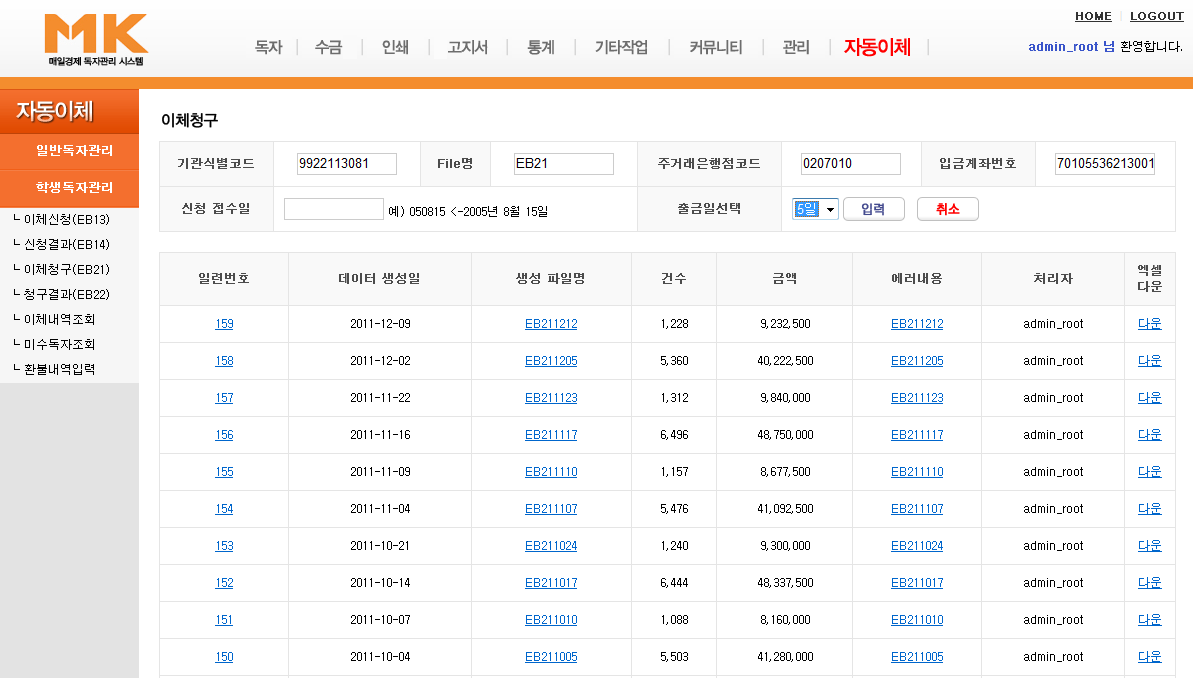 HOME LOGOUT
MK
매일경제 독자관리 시스템
독자 수금 인쇄 고지서 통계 기타작업 커뮤니티 관리 자동이체
admin_root 님 환영합니다.
자동이체
일반독자관리
학생독자관리
└ 이체신청(EB13)
└ 신청결과(EB14)
└ 이체청구(EB21)
└ 청구결과(EB22)
└ 이체내역조회
└ 미수독자조회
└ 환불내역입력
이체청구
기관식별코드 9922113081 File명 EB21 주거래은행점코드 0207010 입금계좌번호 70105536213001
신청 접수일 예) 050815 <-2005년 8월 15일 출금일선택 5일 입력 취소
일련번호 데이터 생성일 생성 파일명 건수 금액 에러내용 처리자 엑셀
다운
159 2011-12-09 EB211212 1,228 9,232,500 EB211212 admin_root 다운
158 2011-12-02 EB211205 5,360 40,222,500 EB211205 admin_root 다운
157 2011-11-22 EB211123 1,312 9,840,000 EB211123 admin_root 다운
156 2011-11-16 EB211117 6,496 48,750,000 EB211117 admin_root 다운
155 2011-11-09 EB211110 1,157 8,677,500 EB211110 admin_root 다운
154 2011-11-04 EB211107 5,476 41,092,500 EB211107 admin_root 다운
153 2011-10-21 EB211024 1,240 9,300,000 EB211024 admin_root 다운
152 2011-10-14 EB211017 6,444 48,337,500 EB211017 admin_root 다운
151 2011-10-07 EB211010 1,088 8,160,000 EB211010 admin_root 다운
150 2011-10-04 EB211005 5,503 41,280,000 EB211005 admin_root 다운